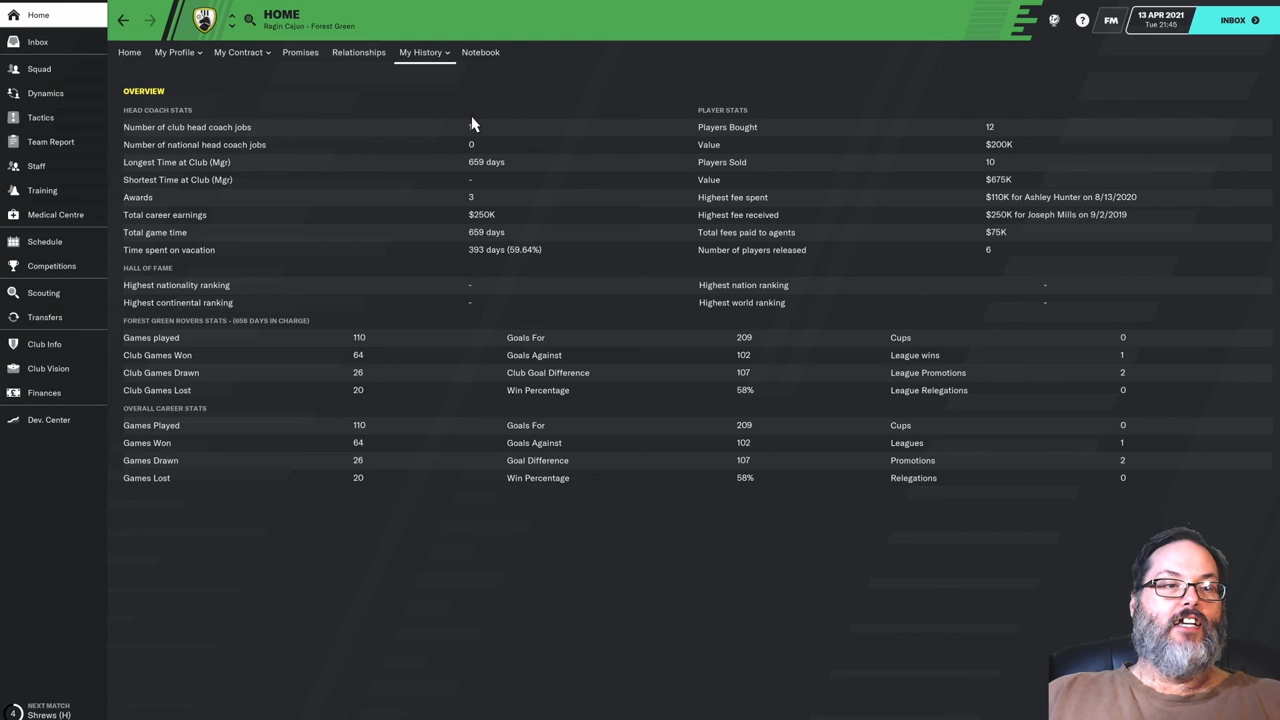 Home
HOME
Ragin Cajun - Forest Green
FM
13 APR 2021
Tue 21:45
INBOX
Inbox
Squad
Dynamics
Tactics
Team Report
Staff
Training
Medical Centre
Schedule
Competitions
Scouting
Transfers
Club Info
Club Vision
Finances
Dev. Center
4
NEXT MATCH
Shrews (H)
Home My Profile My Contract Promises Relationships My History Notebook
OVERVIEW
HEAD COACH STATS
Number of club head coach jobs
Number of national head coach jobs 0
Longest Time at Club (Mgr) 659 days
Shortest Time at Club (Mgr) -
Awards 3
Total career earnings $250K
Total game time 659 days
Time spent on vacation 393 days (59.64%)
PLAYER STATS
Players Bought 12
Value $200K
Players Sold 10
Value $675K
Highest fee spent $110K for Ashley Hunter on 8/13/2020
Highest fee received $250K for Joseph Mills on 9/2/2019
Total fees paid to agents $75K
Number of players released 6
HALL OF FAME
Highest nationality ranking - Highest nation ranking -
Highest continental ranking - Highest world ranking -
FOREST GREEN ROVERS STATS - (658 DAYS IN CHARGE)
Games played 110 Goals For 209 Cups 0
Club Games Won 64 Goals Against 102 League wins 1
Club Games Drawn 26 Club Goal Difference 107 League Promotions 2
Club Games Lost 20 Win Percentage 58% League Relegations 0
OVERALL CAREER STATS
Games Played 110 Goals For 209 Cups 0
Games Won 64 Goals Against 102 Leagues 1
Games Drawn 26 Goal Difference 107 Promotions 2
Games Lost 20 Win Percentage 58% Relegations 0